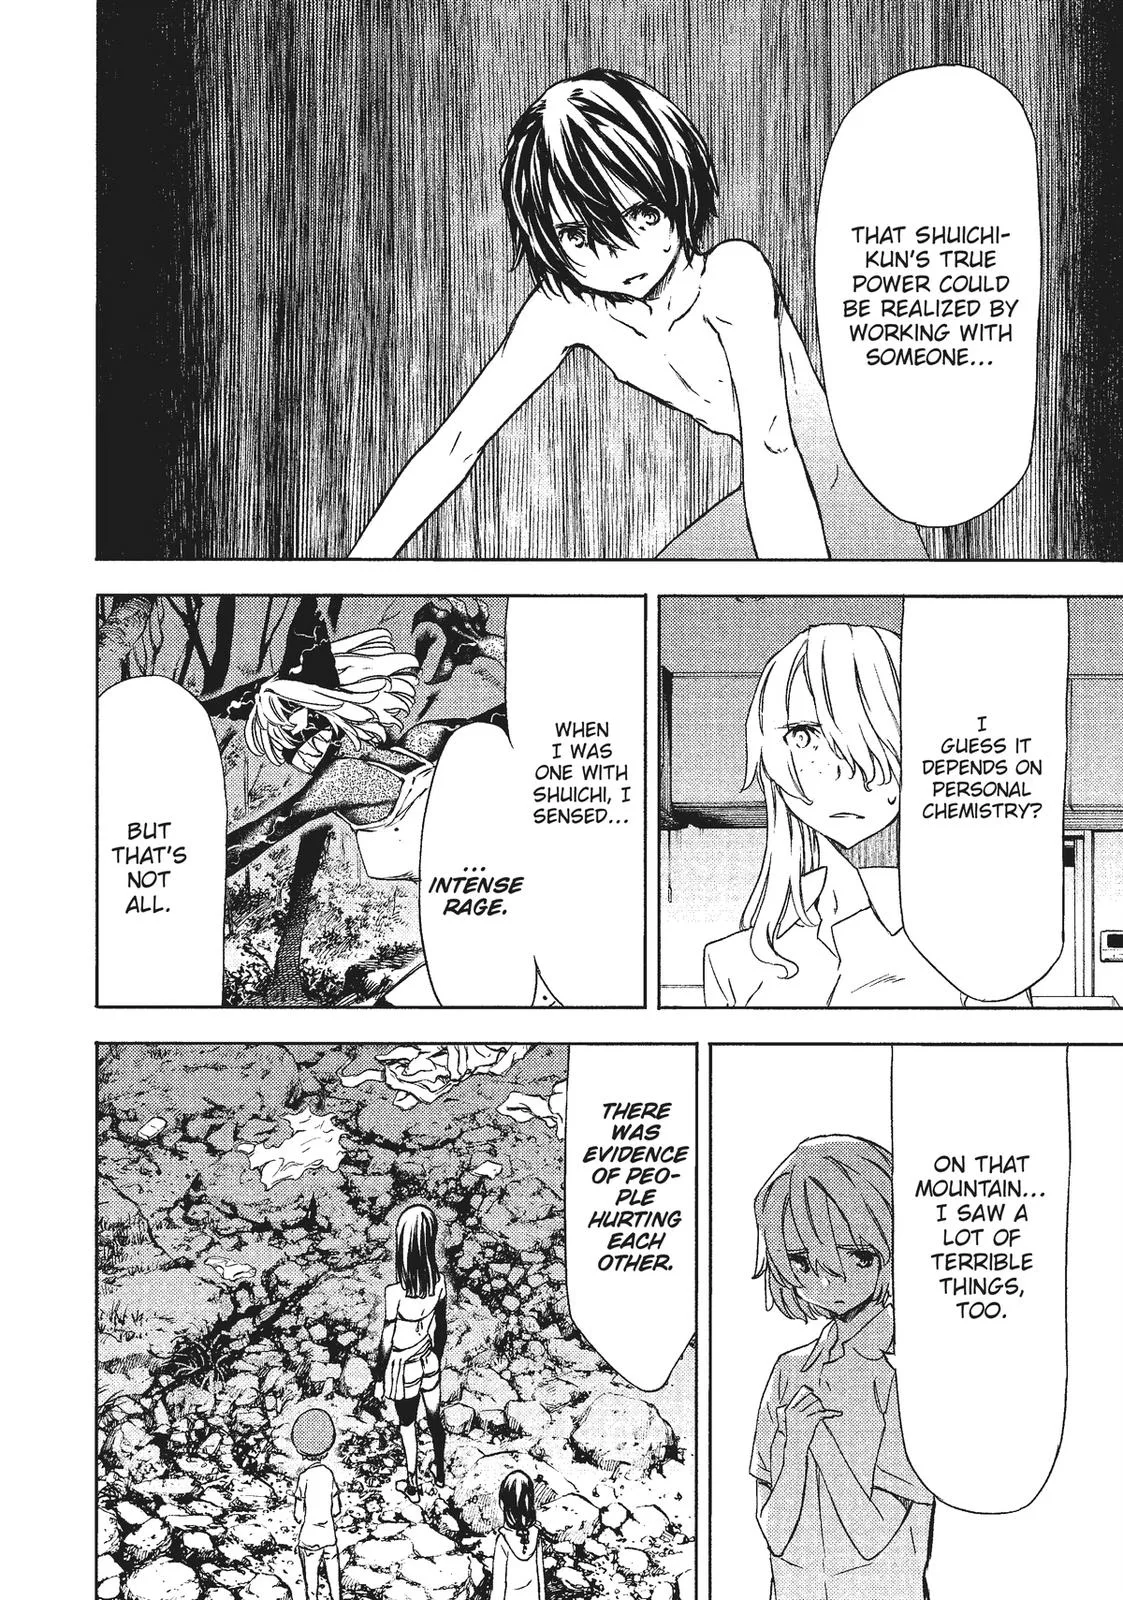 THAT SHUICHI-
KUN'S TRUE
POWER COULD
BE REALIZED BY
WORKING WITH
SOMEONE...
I
GUESS IT
DEPENDS ON
PERSONAL
CHEMISTRY?
WHEN
I WAS
ONE WITH
SHUICHI, I
SENSED...
...
INTENSE
RAGE.
BUT
THAT'S
NOT
ALL.
ON THAT
MOUNTAIN...
I SAW A
LOT OF
TERRIBLE
THINGS,
TOO.
THERE
WAS
EVIDENCE
OF PEO-
PLE
HURTING
EACH
OTHER.